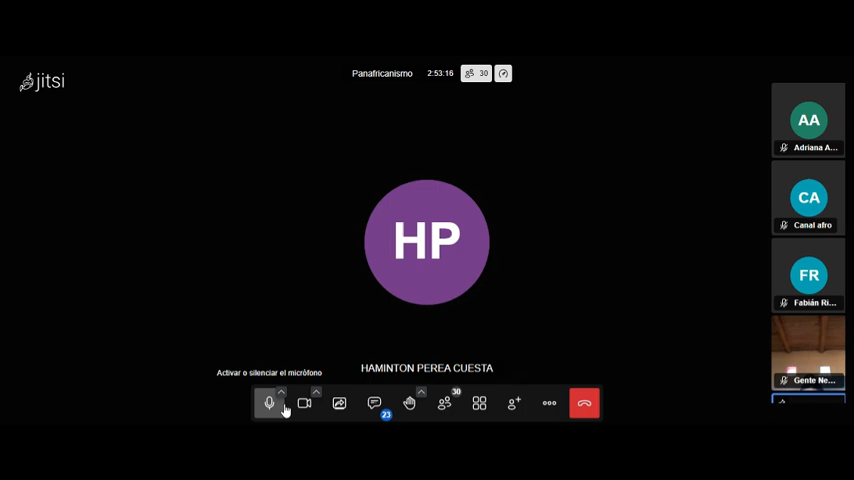 jitsi
Panafricanismo 2:53:16 30
AA
Adriana A...
CA
Canal afro
FR
Fabián Ri...
Gente Ne...
HP
HAMINTON PEREA CUESTA
Activar o silenciar el micrófono
30
23